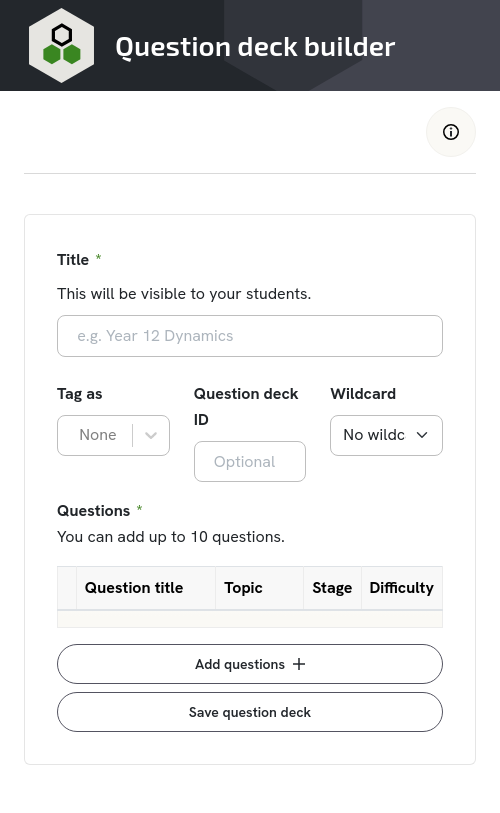 Question deck builder
Title *
This will be visible to your students.
e.g. Year 12 Dynamics
Tag as
None
Question deck
ID
Optional
Wildcard
No wildc
Questions *
You can add up to 10 questions.
Question title Topic Stage Difficulty
Add questions +
Save question deck